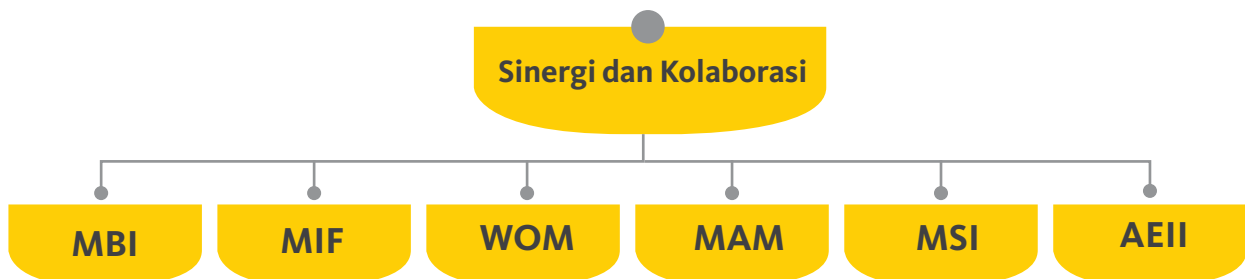 Sinergi dan Kolaborasi
MBI
MIF
WOM
MAM
MSI
AEII